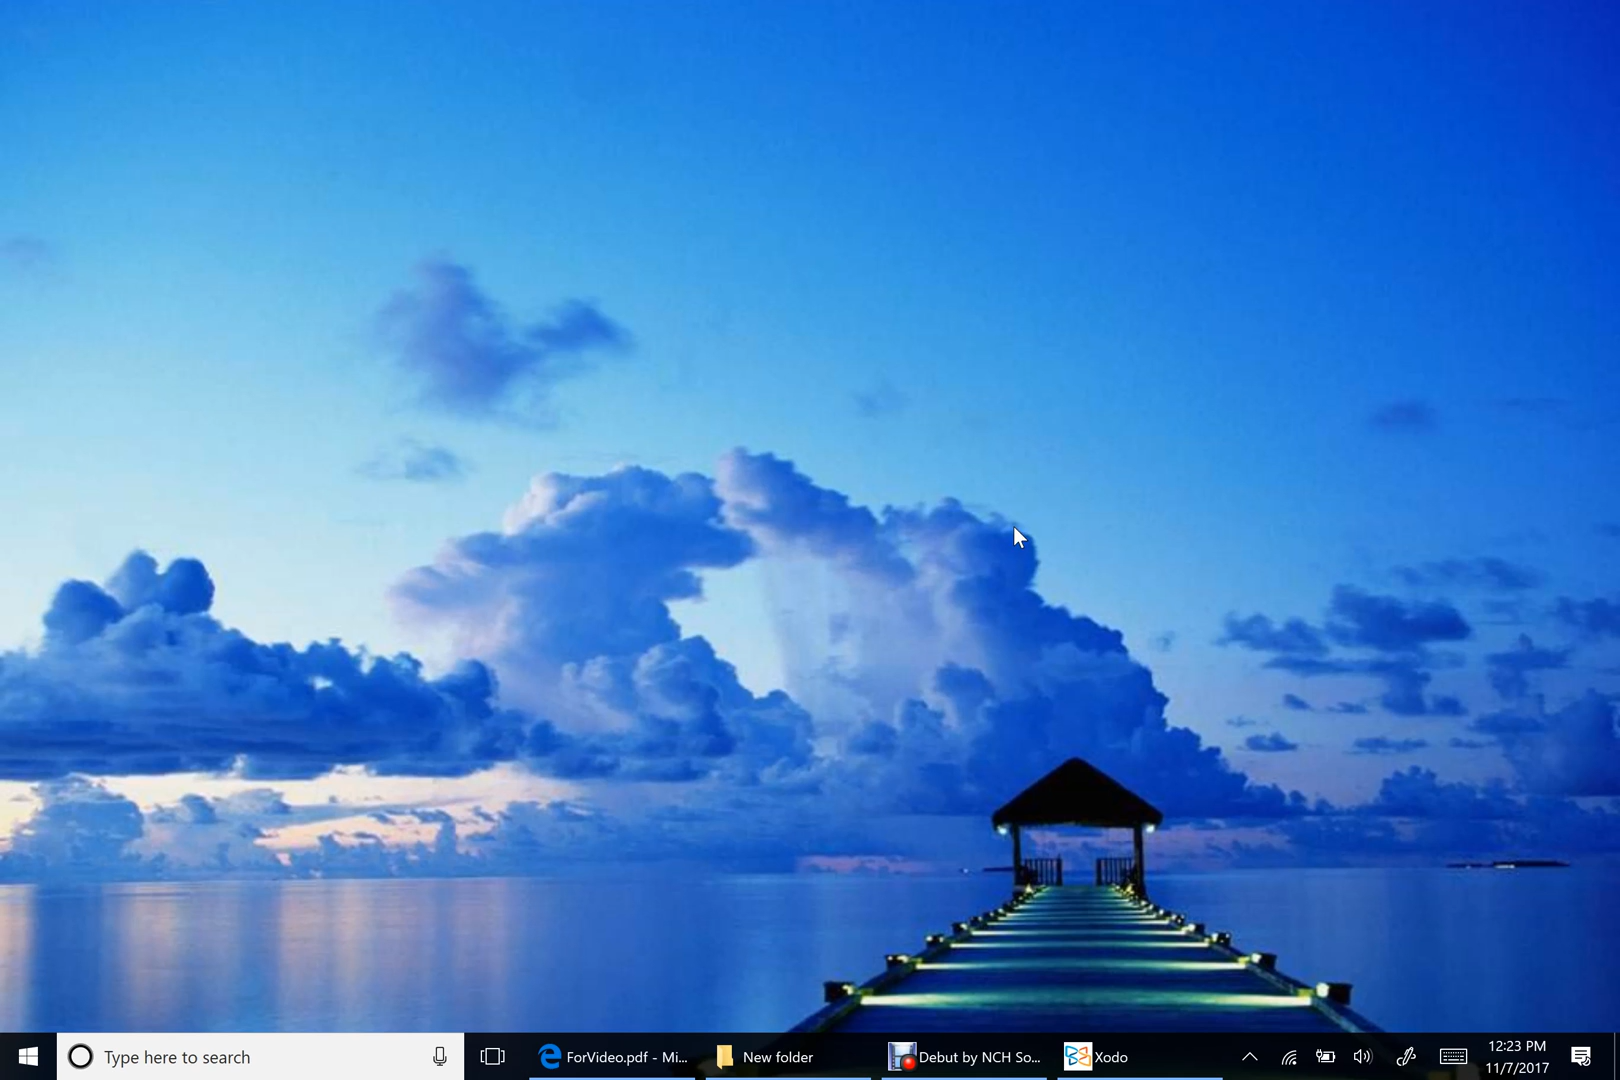 Type here to search
ForVideo.pdf - Mi...
New folder
Debut by NCH So...
Xodo
12:23 PM
11/7/2017